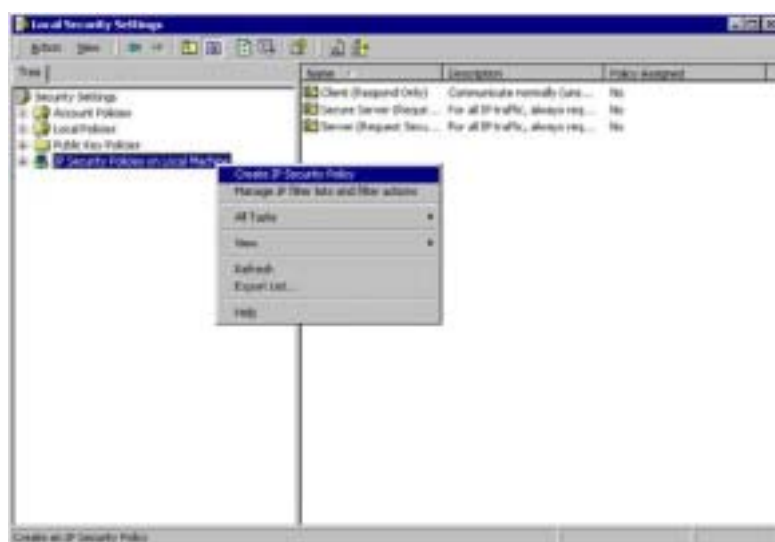 Local Security Settings
Action View
Tree
Name Description Policy Assigned
Security Settings
Account Policies
Local Policies
Public Key Policies
IP Security Policies on Local Machine
Client (Respond Only) Communicate normally (uns... No
Secure Server (Requi... For all IP traffic, always req... No
Server (Request Secu... For all IP traffic, always req... No
Create IP Security Policy
Manage IP filter lists and filter actions
All Tasks
New
Refresh
Export List...
Help
Create an IP Security Policy